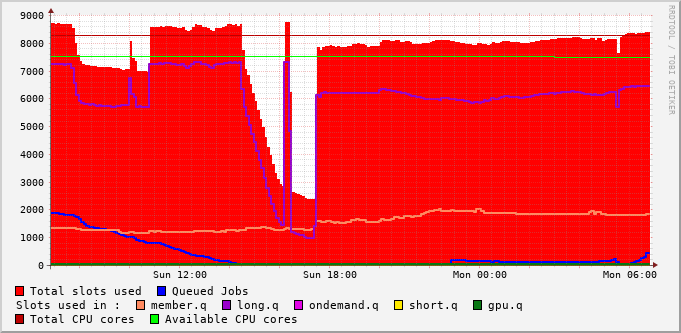 RRDTOOL / TOBI OETIKER
9000
8000
7000
6000
5000
4000
3000
2000
1000
0
Sun 12:00 Sun 18:00 Mon 00:00 Mon 06:00
Total slots used Queued Jobs
Slots used in : member.q long.q ondemand.q short.q gpu.q
Total CPU cores Available CPU cores